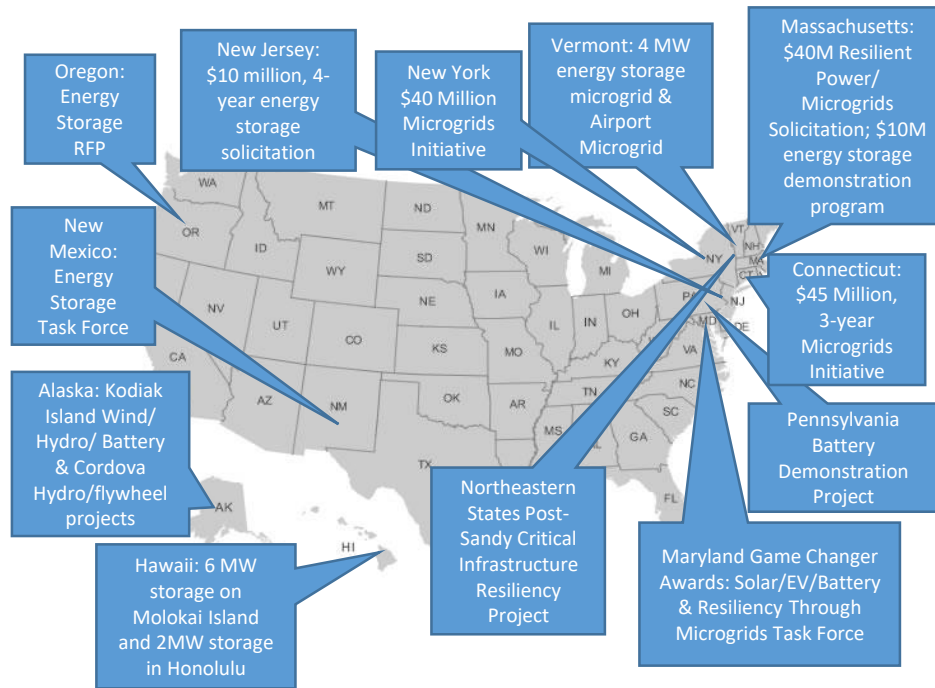 New Jersey:
$10 million, 4-
year energy
storage
solicitation
New York
$40 Million
Microgrids
Initiative
Vermont: 4 MW
energy storage
microgrid &
Airport
Microgrid
Massachusetts:
$40M Resilient
Power/
Microgrids
Solicitation; $10M
energy storage
demonstration
program
Oregon:
Energy
Storage
RFP
New
Mexico:
Energy
Storage
Task Force
Alaska: Kodiak
Island Wind/
Hydro/ Battery
& Cordova
Hydro/flywheel
projects
Hawaii: 6 MW
storage on
Molokai Island
and 2MW storage
in Honolulu
Northeastern
States Post-
Sandy Critical
Infrastructure
Resiliency
Project
Maryland Game Changer
Awards: Solar/EV/Battery
& Resiliency Through
Microgrids Task Force
Pennsylvania
Battery
Demonstration
Project
Connecticut:
$45 Million,
3-year
Microgrids
Initiative
WA
MT
ND
MN
VT
NH
OR
ID
WY
SD
WI
MI
NY
MA
CT
NV
UT
CO
NE
IA
IL
IN
OH
PA
NJ
MD
DE
CA
KS
MO
KY
VA
AZ
NM
OK
AR
TN
NC
SC
MS
GA
TX
FL
AK
HI